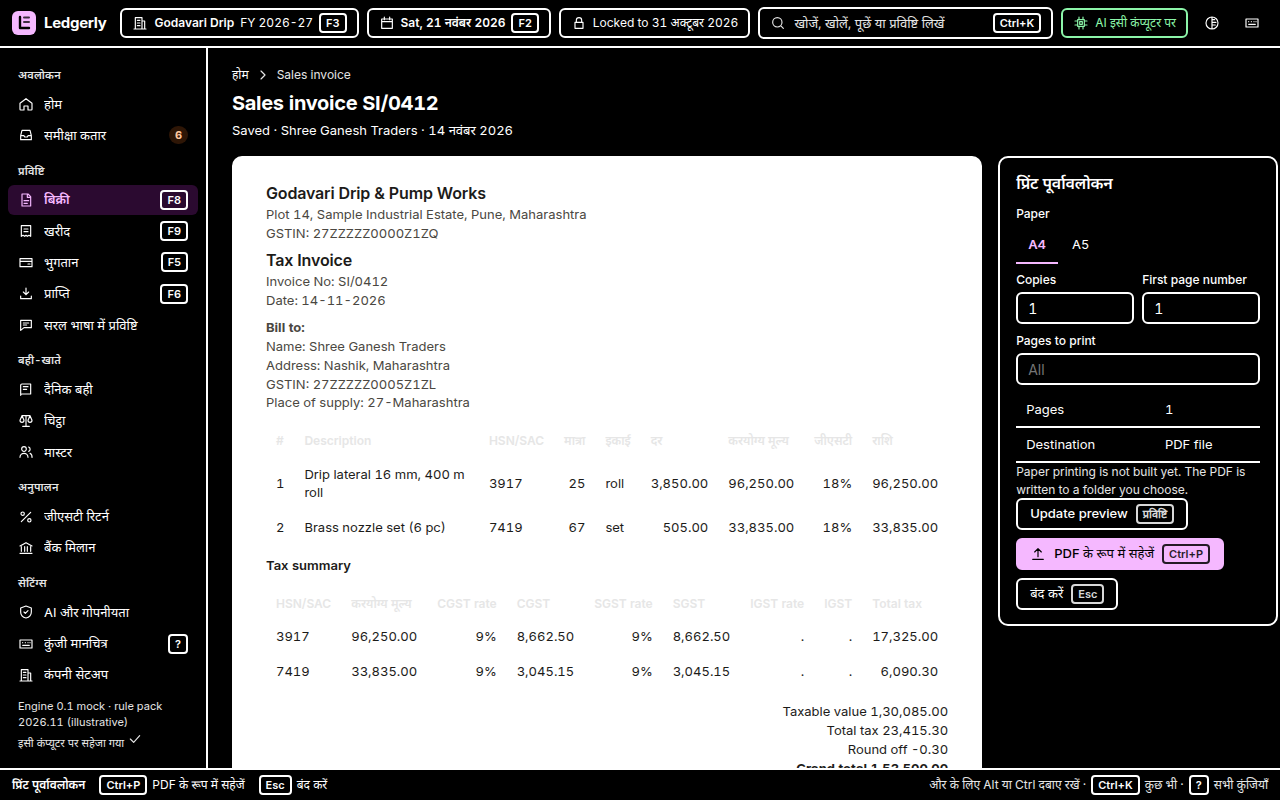 Ledgerly
Godavari Drip FY 2026-27 F3
Sat, 21 नवंबर 2026 F2
Locked to 31 अक्टूबर 2026
खोजें, खोलें, पूछें या प्रविष्टि लिखें Ctrl+K
AI इसी कंप्यूटर पर
अवलोकन
होम
समीक्षा कतार 6
प्रविष्टि
बिक्री F8
खरीद F9
भुगतान F5
प्राप्ति F6
सरल भाषा में प्रविष्टि
बही-खाते
दैनिक बही
चिट्ठा
मास्टर
अनुपालन
जीएसटी रिटर्न
बैंक मिलान
सेटिंग्स
AI और गोपनीयता
कुंजी मानचित्र ?
कंपनी सेटअप
Engine 0.1 mock · rule pack
2026.11 (illustrative)
इसी कंप्यूटर पर सहेजा गया
होम > Sales invoice
Sales invoice SI/0412
Saved · Shree Ganesh Traders · 14 नवंबर 2026
Godavari Drip & Pump Works
Plot 14, Sample Industrial Estate, Pune, Maharashtra
GSTIN: 27ZZZZZ0000Z1ZQ
Tax Invoice
Invoice No: SI/0412
Date: 14-11-2026
Bill to:
Name: Shree Ganesh Traders
Address: Nashik, Maharashtra
GSTIN: 27ZZZZZ0005Z1ZL
Place of supply: 27-Maharashtra
# Description HSN/SAC मात्रा इकाई दर करयोग्य मूल्य जीएसटी राशि
1 Drip lateral 16 mm, 400 m roll 3917 25 roll 3,850.00 96,250.00 18% 96,250.00
2 Brass nozzle set (6 pc) 7419 67 set 505.00 33,835.00 18% 33,835.00
Tax summary
HSN/SAC करयोग्य मूल्य CGST rate CGST SGST rate SGST IGST rate IGST Total tax
3917 96,250.00 9% 8,662.50 9% 8,662.50 . . 17,325.00
7419 33,835.00 9% 3,045.15 9% 3,045.15 . . 6,090.30
Taxable value 1,30,085.00
Total tax 23,415.30
Round off -0.30
Grand total 1,53,500.00
प्रिंट पूर्वावलोकन
Paper
A4 A5
Copies First page number
1 1
Pages to print
All
Pages 1
Destination PDF file
Paper printing is not built yet. The PDF is
written to a folder you choose.
Update preview प्रविष्टि
PDF के रूप में सहेजें Ctrl+P
बंद करें Esc
प्रिंट पूर्वावलोकन Ctrl+P PDF के रूप में सहेजें Esc बंद करें
और के लिए Alt या Ctrl दबाए रखें · Ctrl+K कुछ भी · ? सभी कुंजियाँ